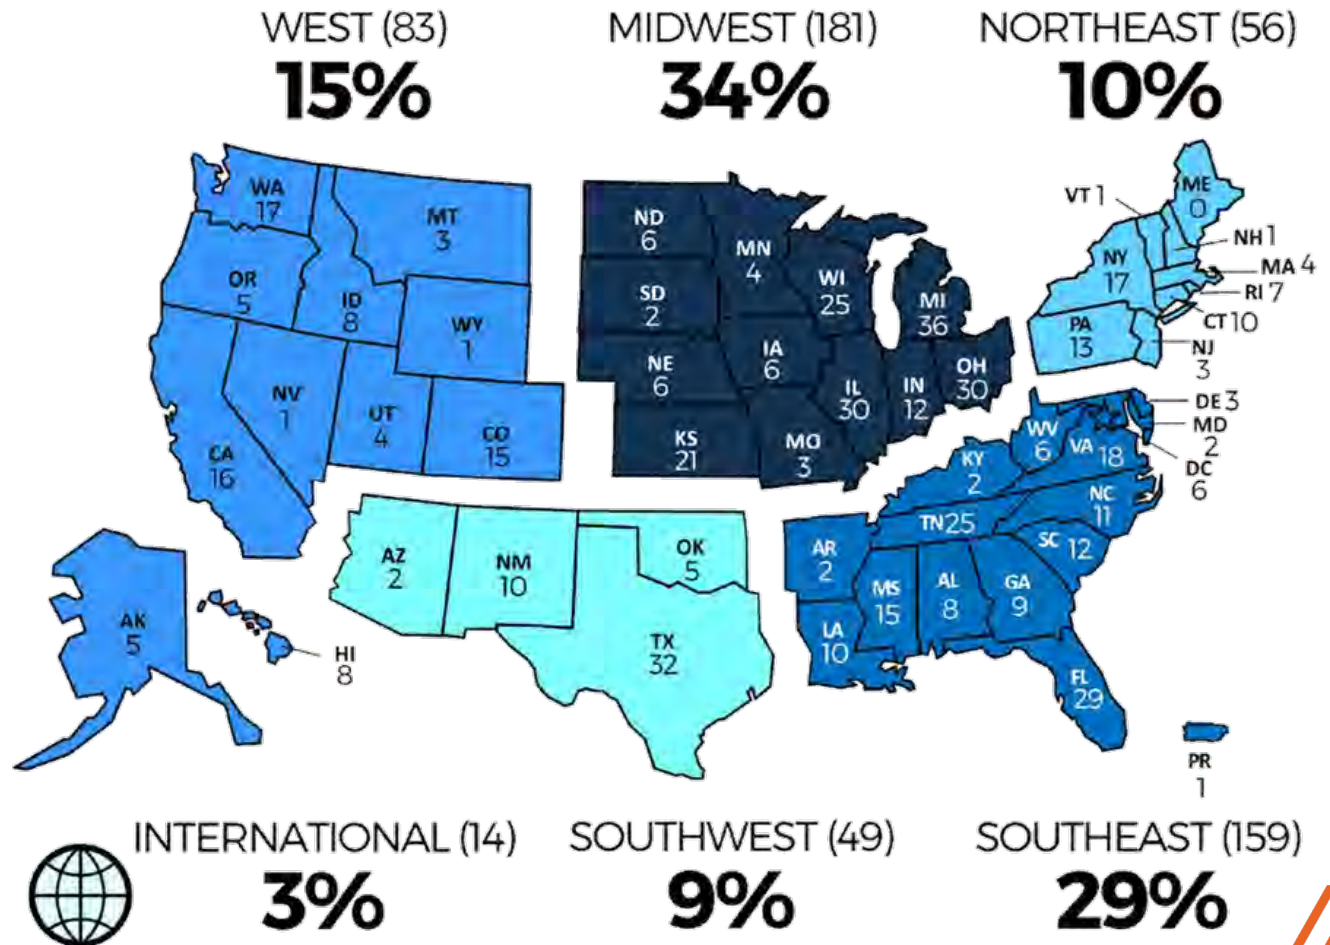 WEST (83)
15%
MIDWEST (181)
34%
NORTHEAST (56)
10%
WA
17
MT
3
OR
5
ID
8
WY
1
NV
1
UT
4
CO
15
CA
16
AK
5
HI
8
ND
6
MN
4
SD
2
WI
25
MI
36
NE
6
IA
6
IL
30
IN
12
OH
30
KS
21
MO
3
VT 1
ME
0
NH 1
NY
17
MA 4
RI 7
CT 10
PA
13
NJ
3
AZ
2
NM
10
OK
5
TX
32
DE 3
MD
2
DC
6
WV
6
VA 18
KY
2
NC
11
TN 25
SC 12
AR
2
MS
15
AL
8
GA
9
LA
10
FL
29
PR
1
INTERNATIONAL (14)
3%
SOUTHWEST (49)
9%
SOUTHEAST (159)
29%